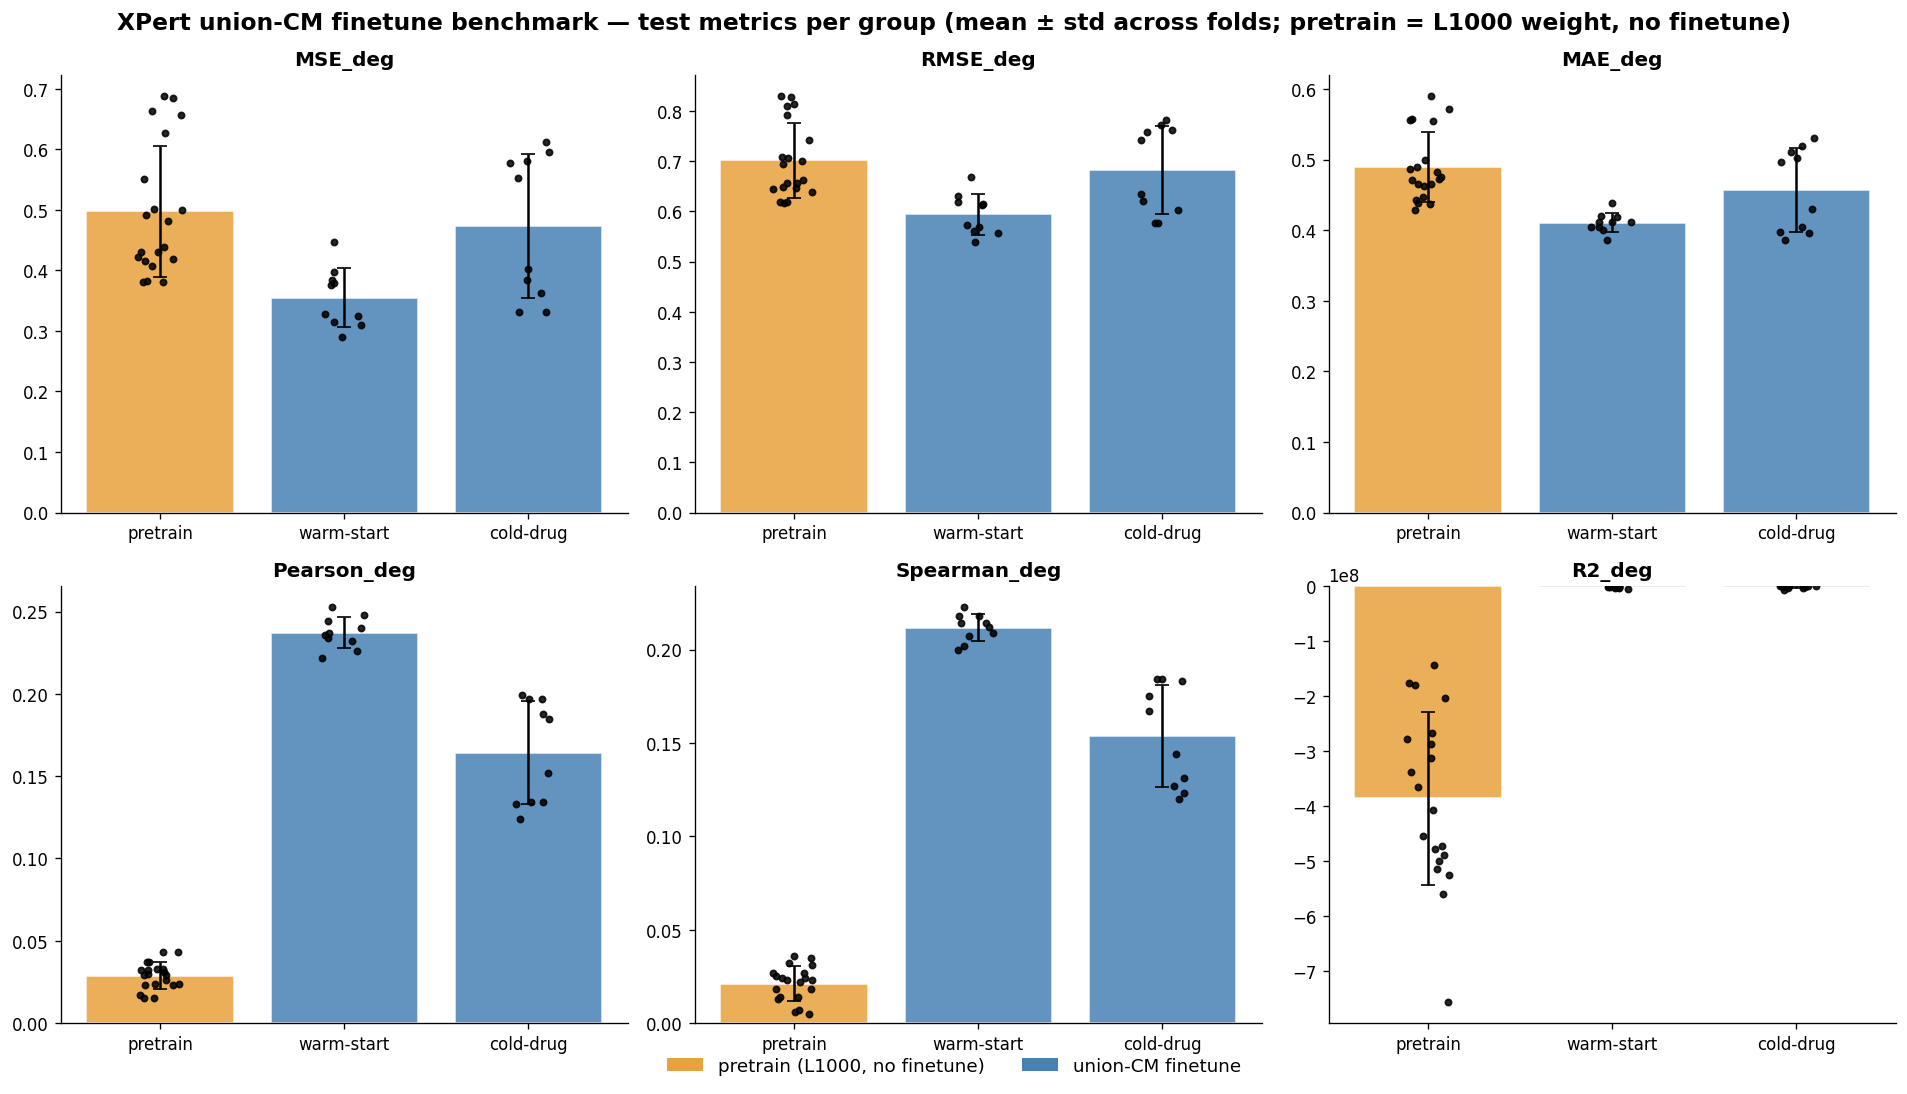 XPert union-CM finetune benchmark — test metrics per group (mean ± std across folds; pretrain = L1000 weight, no finetune)
MSE_deg
0.7
0.6
0.5
0.4
0.3
0.2
0.1
0.0
pretrain
warm-start
cold-drug
RMSE_deg
0.8
0.7
0.6
0.5
0.4
0.3
0.2
0.1
0.0
pretrain
warm-start
cold-drug
MAE_deg
0.6
0.5
0.4
0.3
0.2
0.1
0.0
pretrain
warm-start
cold-drug
Pearson_deg
0.25
0.20
0.15
0.10
0.05
0.00
pretrain
warm-start
cold-drug
Spearman_deg
0.20
0.15
0.10
0.05
0.00
pretrain
warm-start
cold-drug
R2_deg
1e8
0
−1
−2
−3
−4
−5
−6
−7
pretrain
warm-start
cold-drug
pretrain (L1000, no finetune)
union-CM finetune